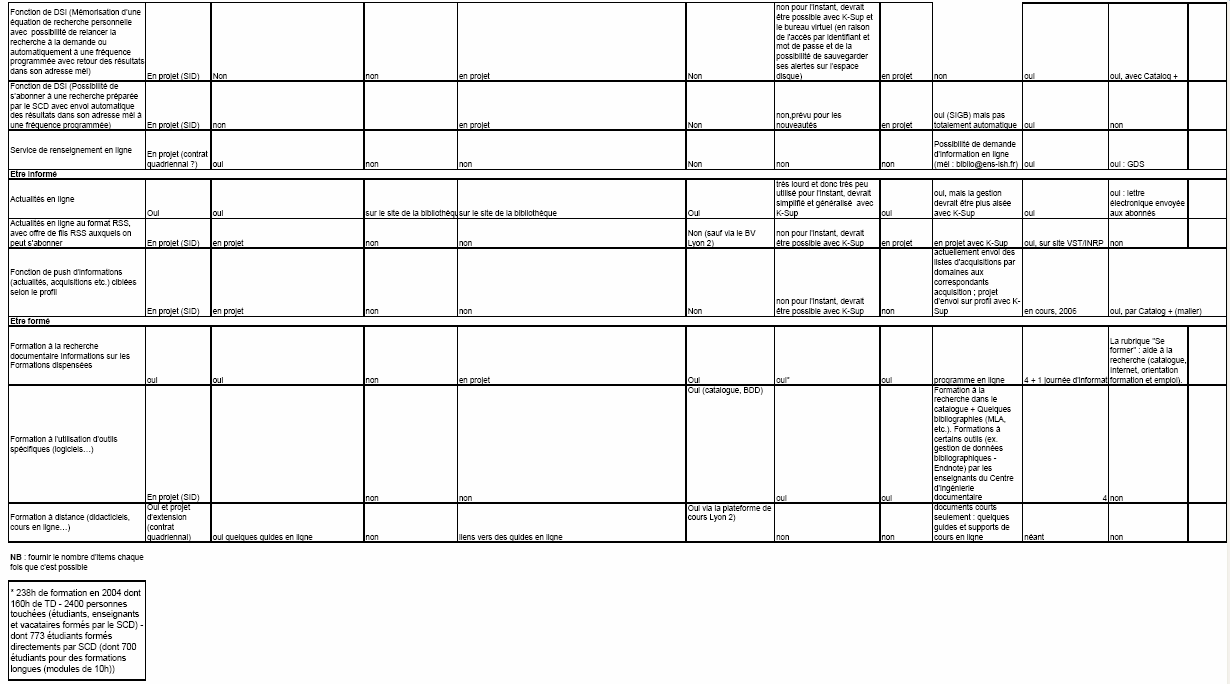 Fonction de DSI (Mémorisation d'une
équation de recherche personnelle
avec possibilité de relancer la
recherche à la demande ou
automatiquement à une fréquence
programmée avec retour des résultats
dans son adresse mél)
En projet (SID)
Non
non
en projet
Non
non pour l'instant, devrait
être possible avec K-Sup et
le bureau virtuel (en raison
de l'accès par identifiant et
mot de passe et de la
possibilité de sauvegarder
ses alertes sur l'espace
disque)
en projet
non
oui
oui, avec Catalog +
Fonction de DSI (Possibilité de
s'abonner à une recherche préparée
par le SCD avec envoi automatique
des résultats dans son adresse mél à
une fréquence programmée)
En projet (SID)
non
en projet
Non
non,prévu pour les
nouveautés
en projet
oui (SIGB) mais pas
totalement automatique
oui
non
Service de renseignement en ligne
En projet (contrat
quadriennal ?)
oui
non
non
Non
non
non
Possibilité de demande
d'information en ligne
(mél : biblio@ens-lsh.fr)
oui
oui : GDS
Etre informé
Actualités en ligne
Oui
oui
sur le site de la bibliothèqu
sur le site de la bibliothèque
Oui
très lourd et donc très peu
utilisé pour l'instant, devrait
simplifié et généralisé avec
K-Sup
oui
oui, mais la gestion
devrait être plus aisée
avec K-Sup
oui
oui : lettre
électronique envoyée
aux abonnés
Actualités en ligne au format RSS,
avec offre de fils RSS auxquels on
peut s'abonner
En projet (SID)
en projet
non
non
Non (sauf via le BV
Lyon 2)
non pour l'instant, devrait
être possible avec K-Sup
en projet
en projet avec K-Sup
oui, sur site VST/INRP
non
Fonction de push d'informations
(actualités, acquisitions etc.) ciblées
selon le profil
En projet (SID)
en projet
non
non
Non
non pour l'instant, devrait
être possible avec K-Sup
non
actuellement envoi des
listes d'acquisitions par
domaines aux
correspondants
acquisition ; projet
d'envoi sur profil avec K-
Sup
en cours, 2006
oui, par Catalog + (mailer)
Etre formé
Formation à la recherche
documentaire Informations sur les
Formations dispensées
oui
oui
non
en projet
Oui
oui*
oui
programme en ligne
4 + 1 journée d'informat
La rubrique "Se
former" : aide à la
recherche (catalogue,
Internet, orientation
formation et emploi).
Formation à l'utilisation d'outils
spécifiques (logiciels…)
En projet (SID)
non
non
Oui (catalogue, BDD)
oui
oui
Formation à la
recherche dans le
catalogue + Quelques
bibliographies (MLA,
etc.). Formations à
certains outils (ex.
gestion de données
bibliographiques -
Endnote) par les
enseignants du Centre
d'ingénierie
documentaire
4
non
Formation à distance (didacticiels,
cours en ligne…)
Oui et projet
d'extension
(contrat
quadriennal)
oui quelques guides en ligne
non
liens vers des guides en ligne
Oui via la plateforme de
cours Lyon 2)
non
non
documents courts
seulement : quelques
guides et supports de
cours en ligne
néant
non
NB : fournir le nombre d'items chaque
fois que c'est possible
* 238h de formation en 2004 dont
160h de TD - 2400 personnes
touchées (étudiants, enseignants
et vacataires formés par le SCD) -
dont 773 étudiants formés
directement par SCD (dont 700
étudiants pour des formations
longues (modules de 10h))